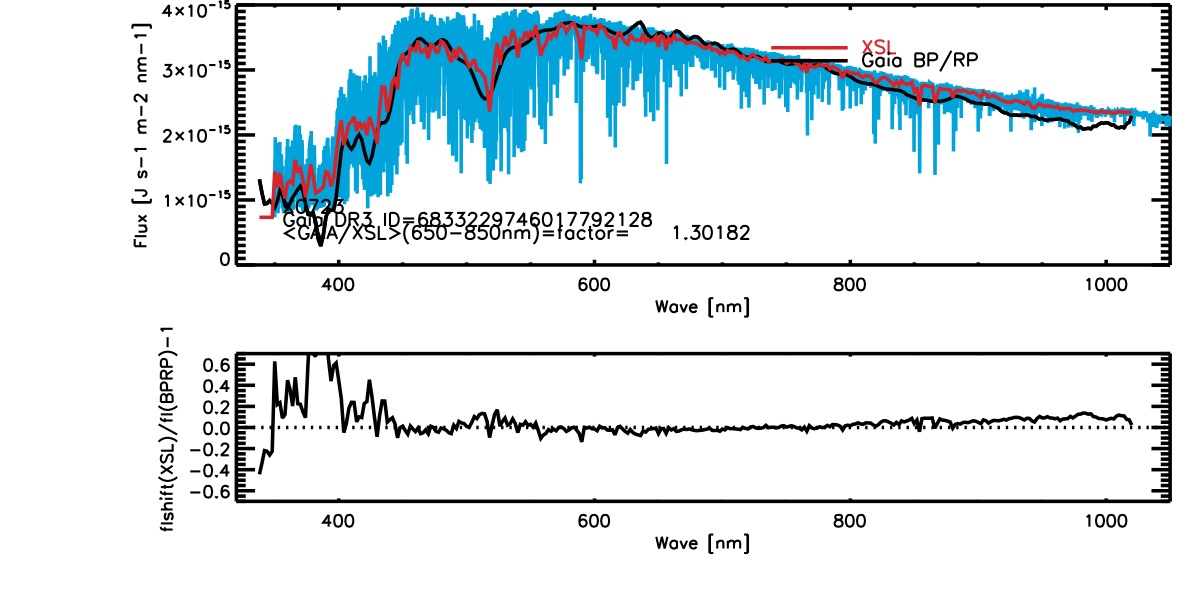 4×10−15
3×10−15
2×10−15
1×10−15
0
Flux [J s−1 m−2 nm−1]
XSL
Gaia BP/RP
X0723
Gaia DR3 ID=6833229746017792128
<GAIA/XSL>(650−850nm)=factor= 1.30182
400 600 800 1000
Wave [nm]
flshift(XSL)/fl(BPRP)−1
0.6
0.4
0.2
0.0
−0.2
−0.4
−0.6
400 600 800 1000
Wave [nm]